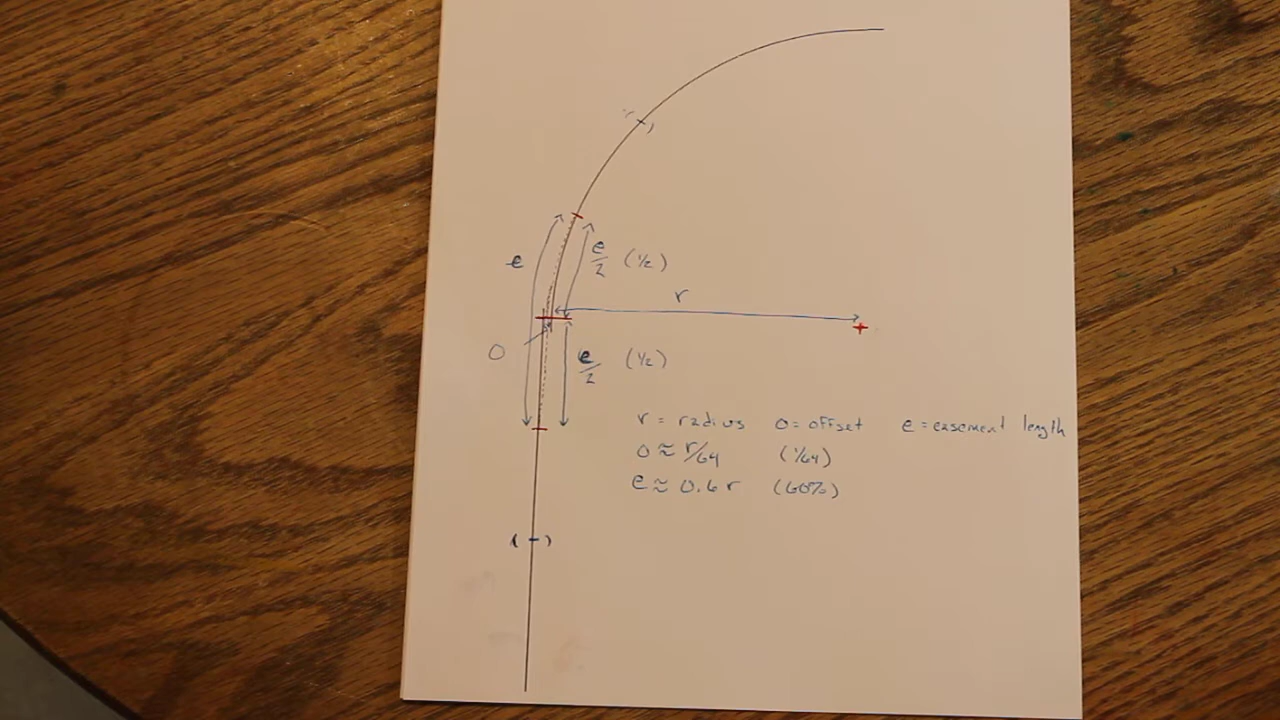 e
e/2 (1/2)
r
o
e/2 (1/2)
r = radius o = offset e = easement length
o ≈ r/64 (1/64)
e ≈ 0.6 r (60%)
( )